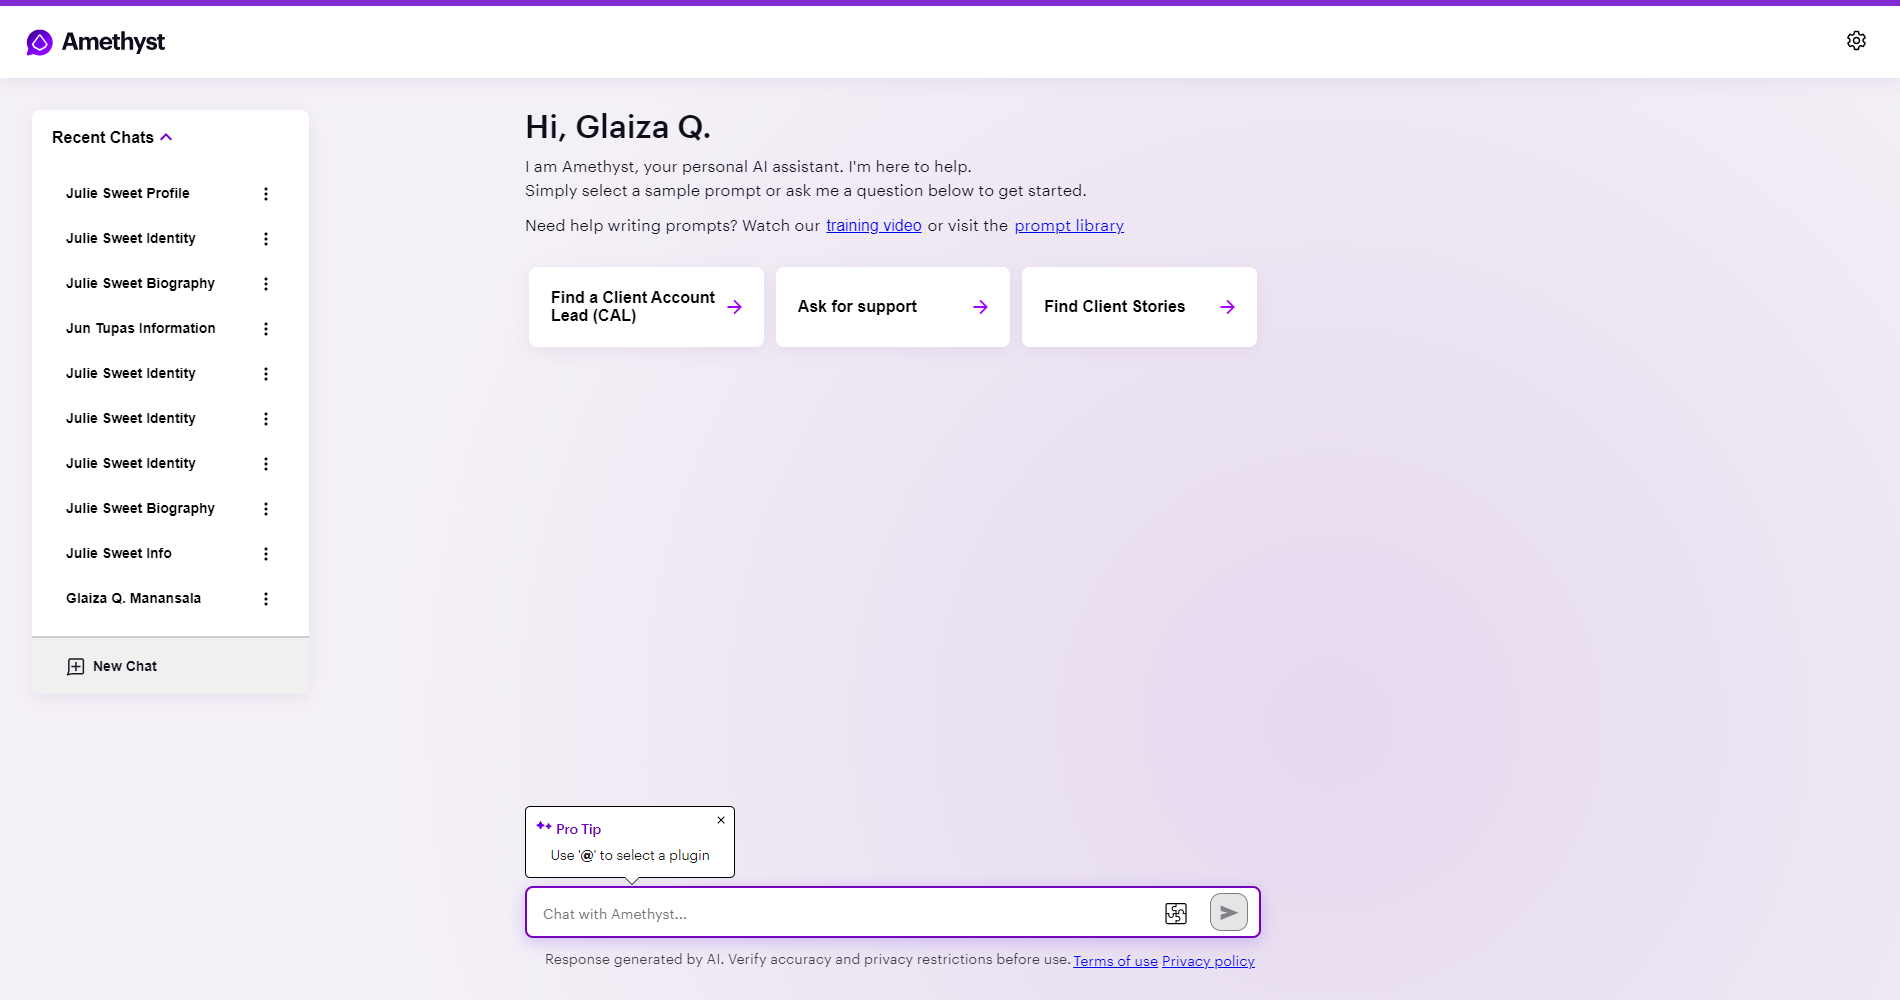 Amethyst
Recent Chats
Julie Sweet Profile
Julie Sweet Identity
Julie Sweet Biography
Jun Tupas Information
Julie Sweet Identity
Julie Sweet Identity
Julie Sweet Identity
Julie Sweet Biography
Julie Sweet Info
Glaiza Q. Manansala
New Chat
Hi, Glaiza Q.
I am Amethyst, your personal AI assistant. I'm here to help.
Simply select a sample prompt or ask me a question below to get started.
Need help writing prompts? Watch our training video or visit the prompt library
Find a Client Account
Lead (CAL)
Ask for support
Find Client Stories
Pro Tip
Use '@' to select a plugin
Chat with Amethyst...
Response generated by AI. Verify accuracy and privacy restrictions before use. Terms of use Privacy policy